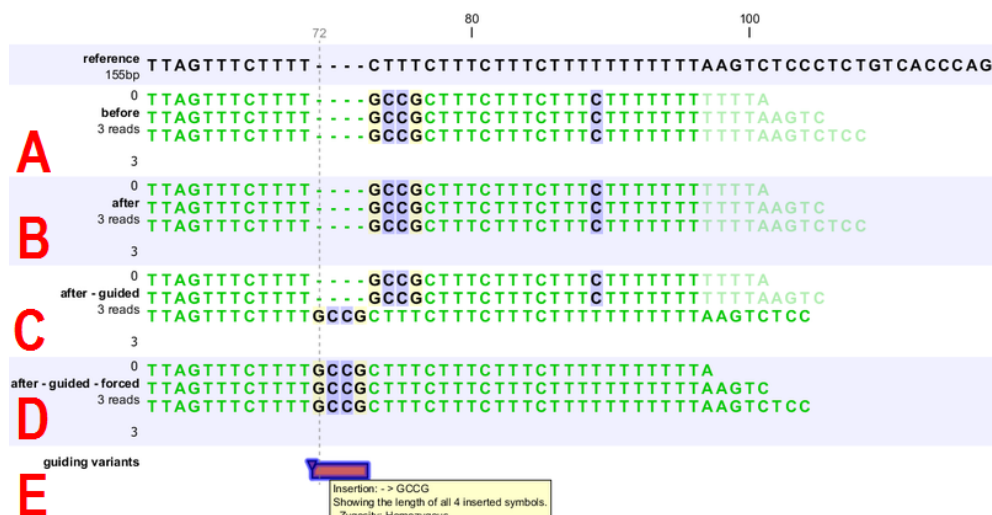 80 100
72
reference TTAGTTTCTTTT----CTTTCTTTCTTTCTTTTTTTTTTTAAGTCTCCCTCTGTCACCCAG
155bp
0 TTAGTTTCTTTT----GCCGCTTTCTTTCTTTCTTTTTTTTTTTA
before TTAGTTTCTTTT----GCCGCTTTCTTTCTTTCTTTTTTTTTTTAAGTC
3 reads TTAGTTTCTTTT----GCCGCTTTCTTTCTTTCTTTTTTTTTTTAAGTCTCC
A
3
0 TTAGTTTCTTTT----GCCGCTTTCTTTCTTTCTTTTTTTTTTTA
after TTAGTTTCTTTT----GCCGCTTTCTTTCTTTCTTTTTTTTTTTAAGTC
3 reads TTAGTTTCTTTT----GCCGCTTTCTTTCTTTCTTTTTTTTTTTAAGTCTCC
B
3
0 TTAGTTTCTTTT----GCCGCTTTCTTTCTTTCTTTTTTTTTTTA
after - guided TTAGTTTCTTTT----GCCGCTTTCTTTCTTTCTTTTTTTTTTTAAGTC
3 reads TTAGTTTCTTTTGCCGCTTTCTTTCTTTCTTTTTTTTTTTAAGTCTCC
C
3
0 TTAGTTTCTTTTGCCGCTTTCTTTCTTTCTTTTTTTTTTTA
after - guided - forced TTAGTTTCTTTTGCCGCTTTCTTTCTTTCTTTTTTTTTTTAAGTC
3 reads TTAGTTTCTTTTGCCGCTTTCTTTCTTTCTTTTTTTTTTTAAGTCTCC
D
3
guiding variants
E
Insertion: - > GCCG
Showing the length of all 4 inserted symbols.